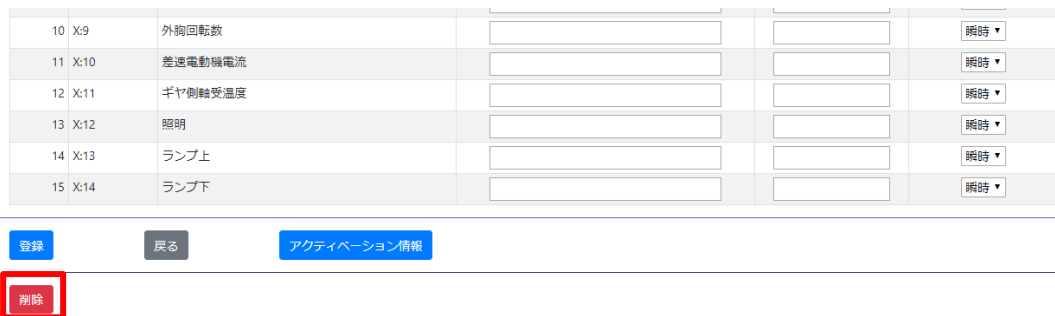 10 X:9 外胴回転数 瞬時
11 X:10 差速電動機電流 瞬時
12 X:11 ギヤ側軸受温度 瞬時
13 X:12 照明 瞬時
14 X:13 ランプ上 瞬時
15 X:14 ランプ下 瞬時
登録 戻る アクティベーション情報
削除